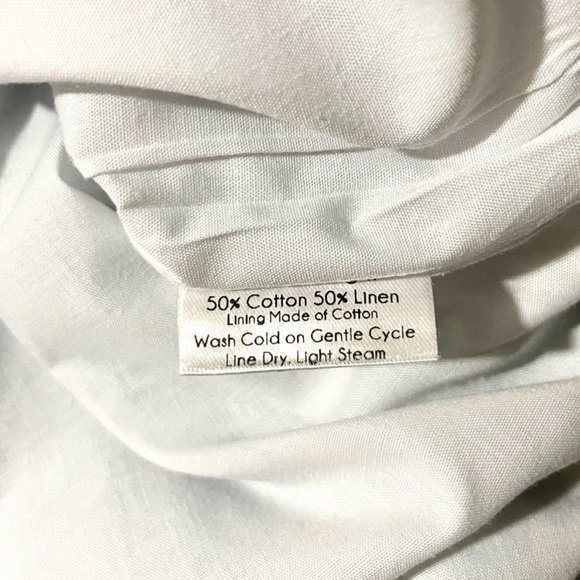 50% Cotton 50% Linen
Lining Made of Cotton
Wash Cold on Gentle Cycle
Line Dry, Light Steam